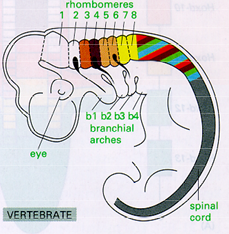 rhombomeres
1 2 3 4 5 6 7 8
b1 b2 b3 b4
branchial
arches
eye
spinal
cord
VERTEBRATE